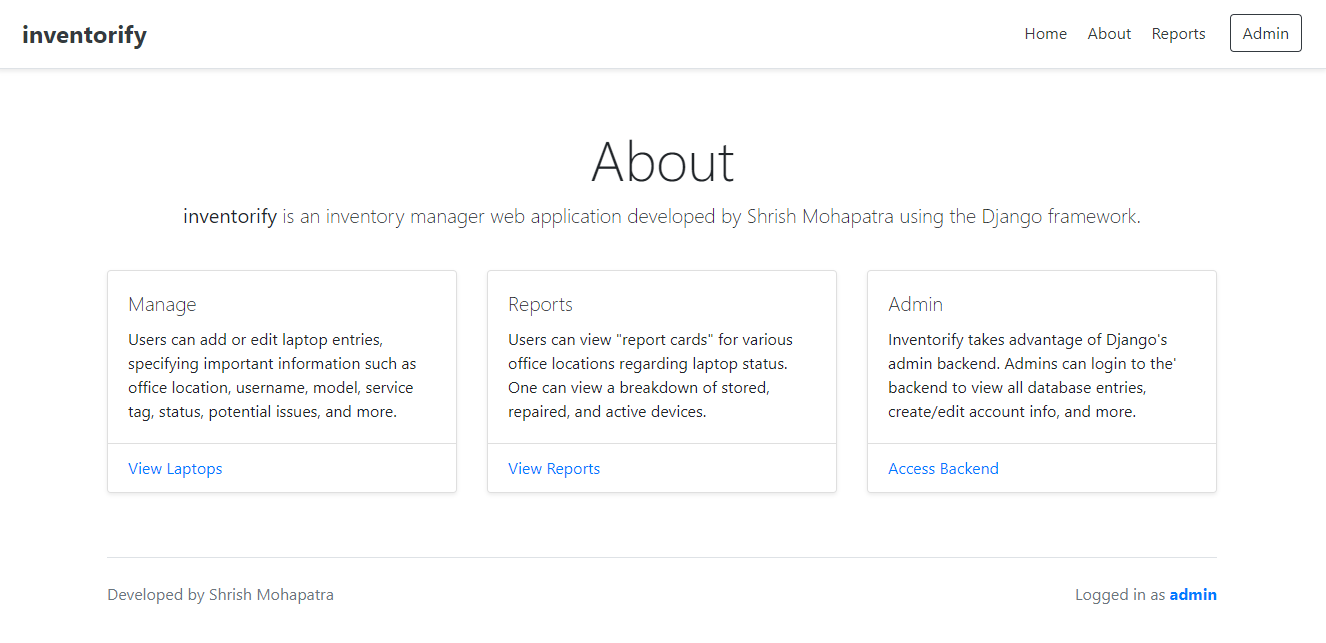 inventorify
Home About Reports Admin
About
inventorify is an inventory manager web application developed by Shrish Mohapatra using the Django framework.
Manage
Users can add or edit laptop entries,
specifying important information such as
office location, username, model, service
tag, status, potential issues, and more.
View Laptops
Reports
Users can view "report cards" for various
office locations regarding laptop status.
One can view a breakdown of stored,
repaired, and active devices.
View Reports
Admin
Inventorify takes advantage of Django's
admin backend. Admins can login to the'
backend to view all database entries,
create/edit account info, and more.
Access Backend
Developed by Shrish Mohapatra
Logged in as admin